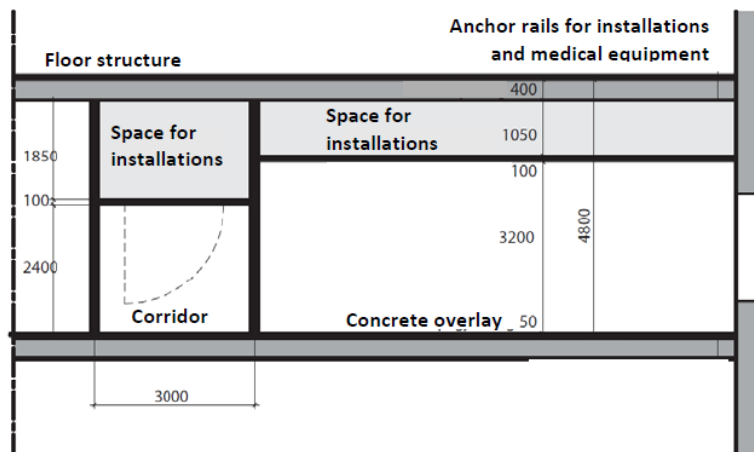 Anchor rails for installations
and medical equipment
Floor structure
400
Space for
installations
Space for
installations
1050
1850
100
100
2400
3200
4800
Corridor
Concrete overlay
50
3000